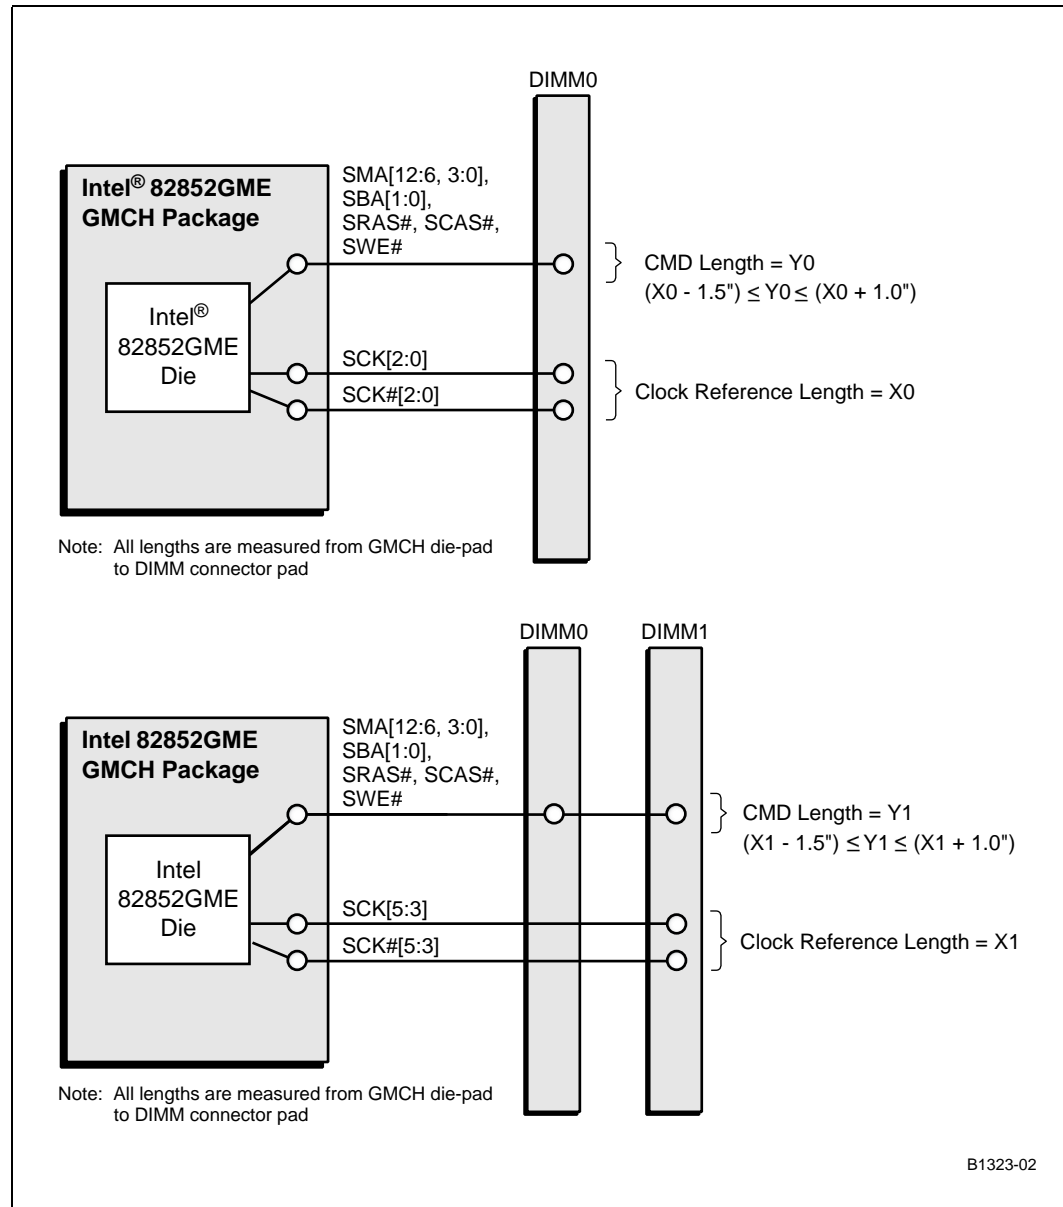 DIMM0
Intel® 82852GME
GMCH Package
SMA[12:6, 3:0],
SBA[1:0],
SRAS#, SCAS#,
SWE#
CMD Length = Y0
(X0 - 1.5") ≤ Y0 ≤ (X0 + 1.0")
Intel®
82852GME
Die
SCK[2:0]
SCK#[2:0]
Clock Reference Length = X0
Note: All lengths are measured from GMCH die-pad
to DIMM connector pad
DIMM0 DIMM1
Intel 82852GME
GMCH Package
SMA[12:6, 3:0],
SBA[1:0],
SRAS#, SCAS#,
SWE#
CMD Length = Y1
(X1 - 1.5") ≤ Y1 ≤ (X1 + 1.0")
Intel
82852GME
Die
SCK[5:3]
SCK#[5:3]
Clock Reference Length = X1
Note: All lengths are measured from GMCH die-pad
to DIMM connector pad
B1323-02